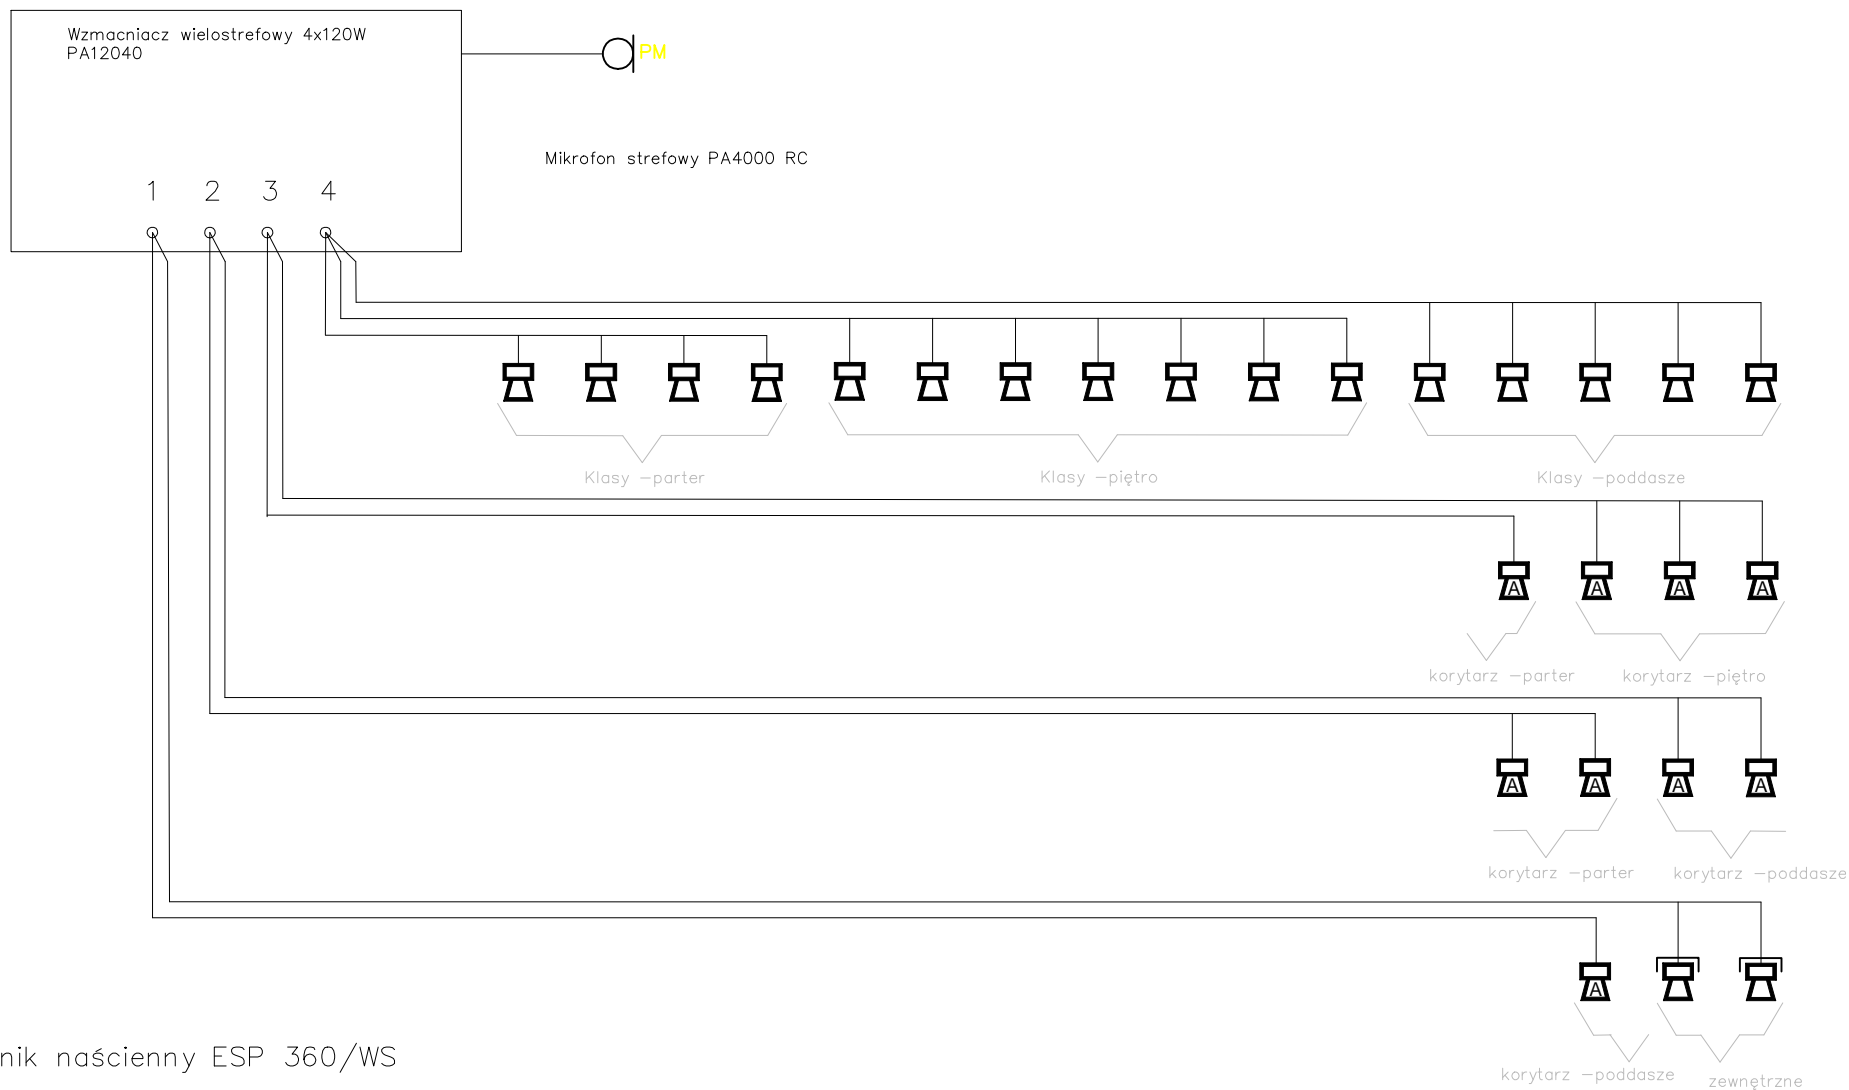 Wzmacniacz wielostrefowy 4x120W
PA12040
PM
Mikrofon strefowy PA4000 RC
1 2 3 4
Klasy -parter
Klasy -piętro
Klasy -poddasze
A A A A
korytarz -parter
korytarz -piętro
A A A A
korytarz -parter
korytarz -poddasze
A
nik naścienny ESP 360/WS
korytarz -poddasze
zewnętrzne